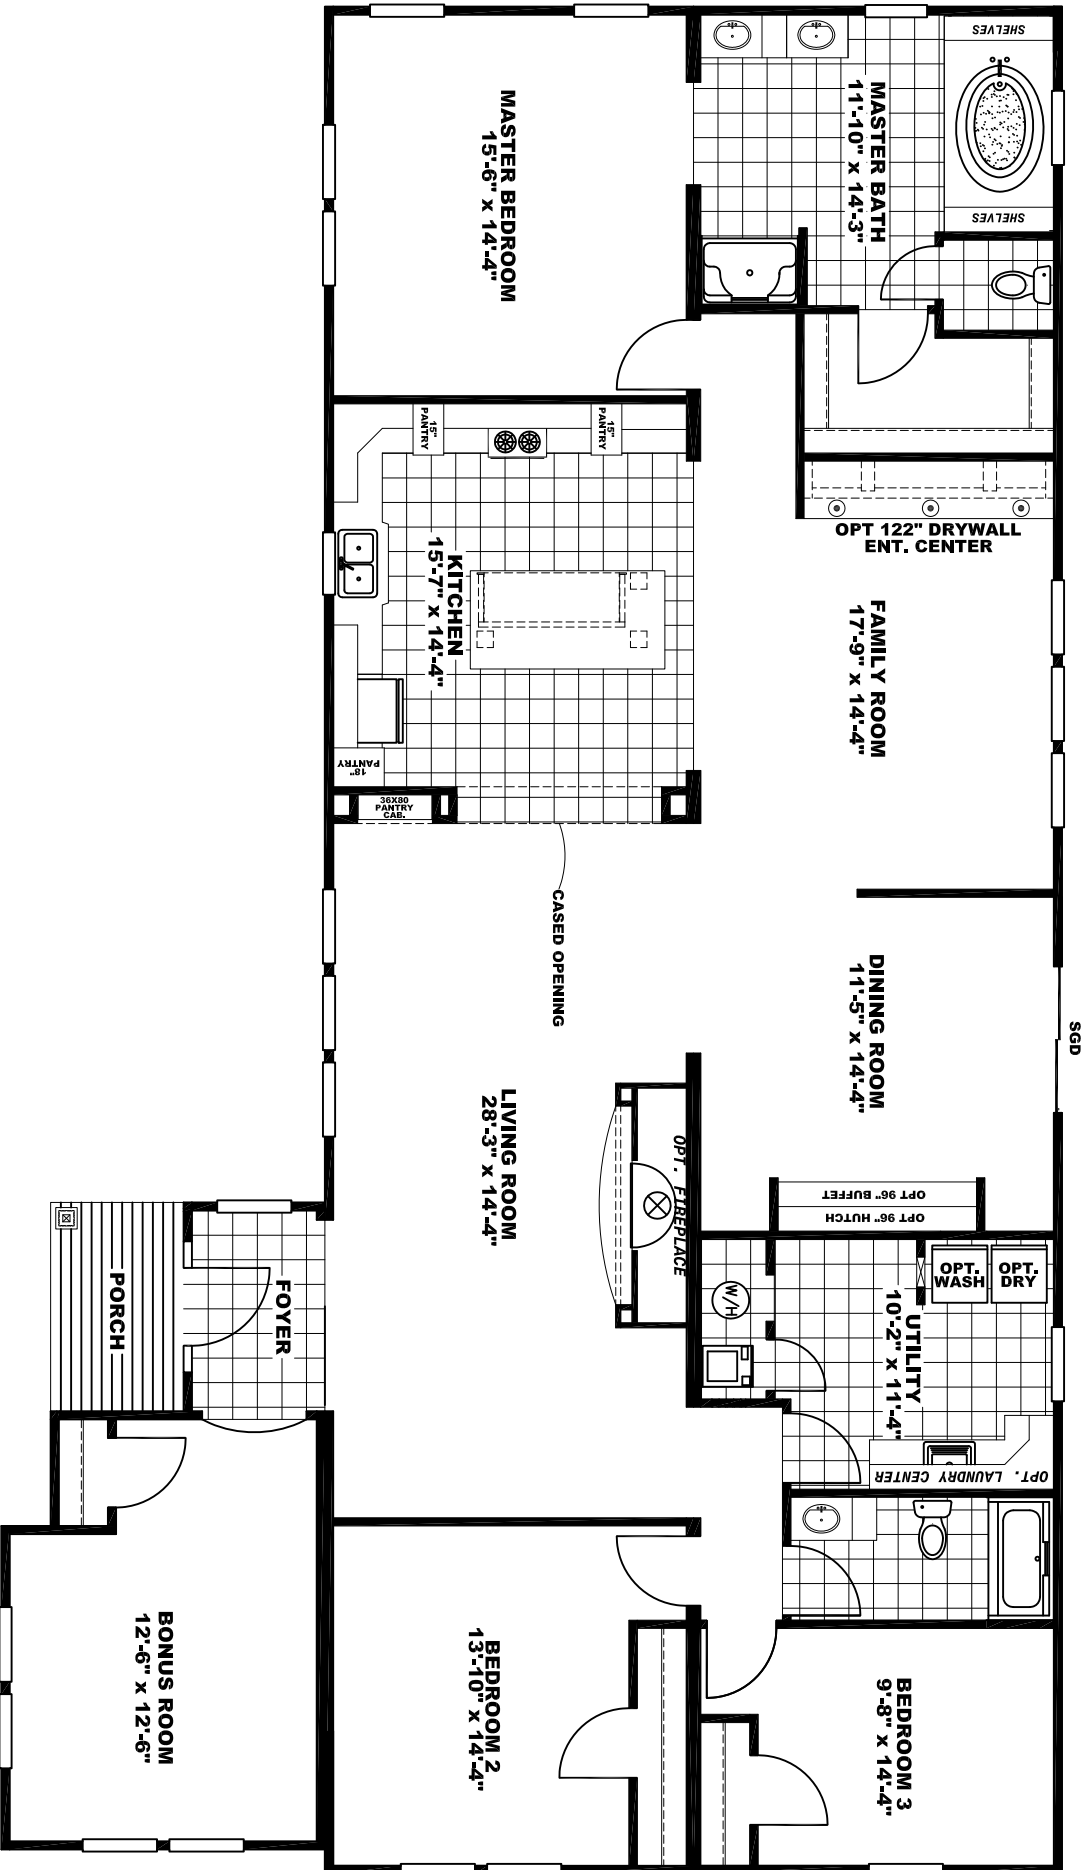 SHELVES
MASTER BATH
11'-10" x 14'-3"
SHELVES
MASTER BEDROOM
15'-6" x 14'-4"
15"
PANTRY
15"
PANTRY
OPT 122" DRYWALL
ENT. CENTER
KITCHEN
15'-7" x 14'-4"
FAMILY ROOM
17'-9" x 14'-4"
18"
PANTRY
36X80
PANTRY
CAB.
CASED OPENING
DINING ROOM
11'-5" x 14'-4"
SGD
LIVING ROOM
28'-3" x 14'-4"
OPT. FIREPLACE
OPT 96" BUFFET
OPT 96" HUTCH
OPT.
WASH
OPT.
DRY
W/H
UTILITY
10'-2" x 11'-4"
OPT. LAUNDRY CENTER
PORCH
FOYER
BONUS ROOM
12'-6" x 12'-6"
BEDROOM 2
13'-10" x 14'-4"
BEDROOM 3
9'-8" x 14'-4"